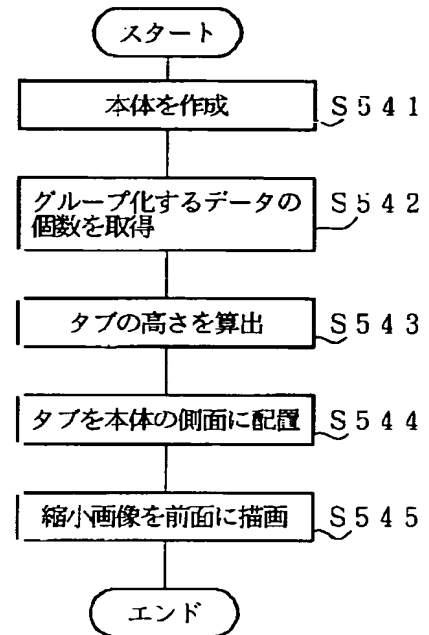 スタート
本体を作成 S541
グループ化するデータの S542
個数を取得
タブの高さを算出 S543
タブを本体の側面に配置 S544
縮小画像を前面に描画 S545
エンド